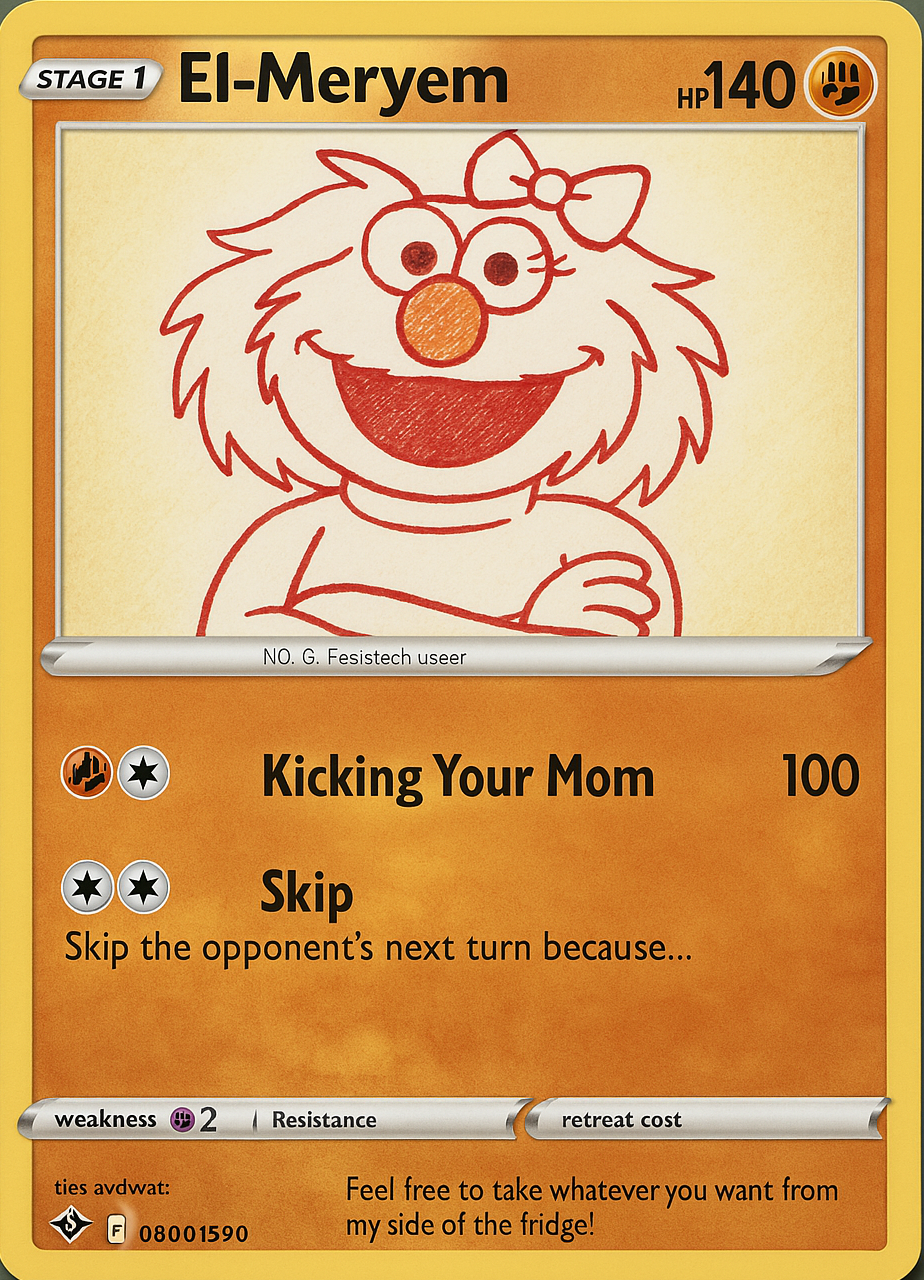 STAGE 1 El-Meryem HP140
NO. G. Fesistech useer
Kicking Your Mom 100
Skip
Skip the opponent's next turn because...
weakness 2 Resistance retreat cost
ties avdwat:
F 08001590
Feel free to take whatever you want from
my side of the fridge!